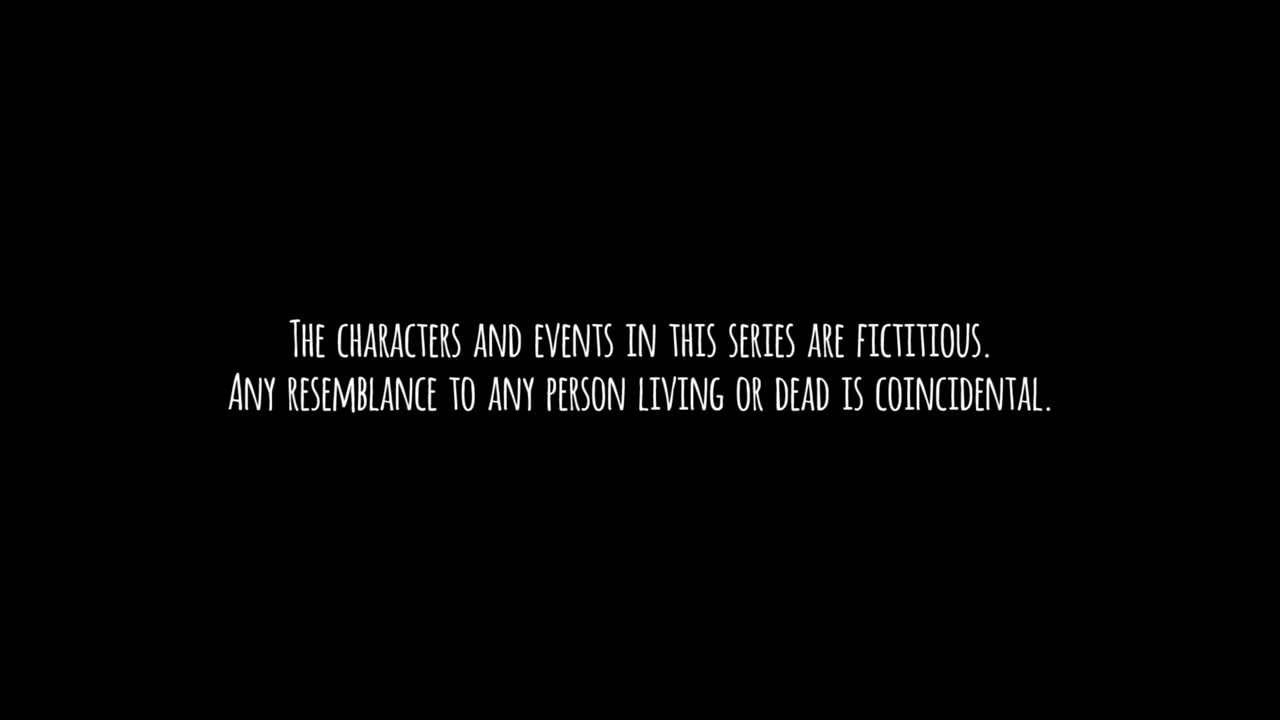 The characters and events in this series are fictitious.
Any resemblance to any person living or dead is coincidental.